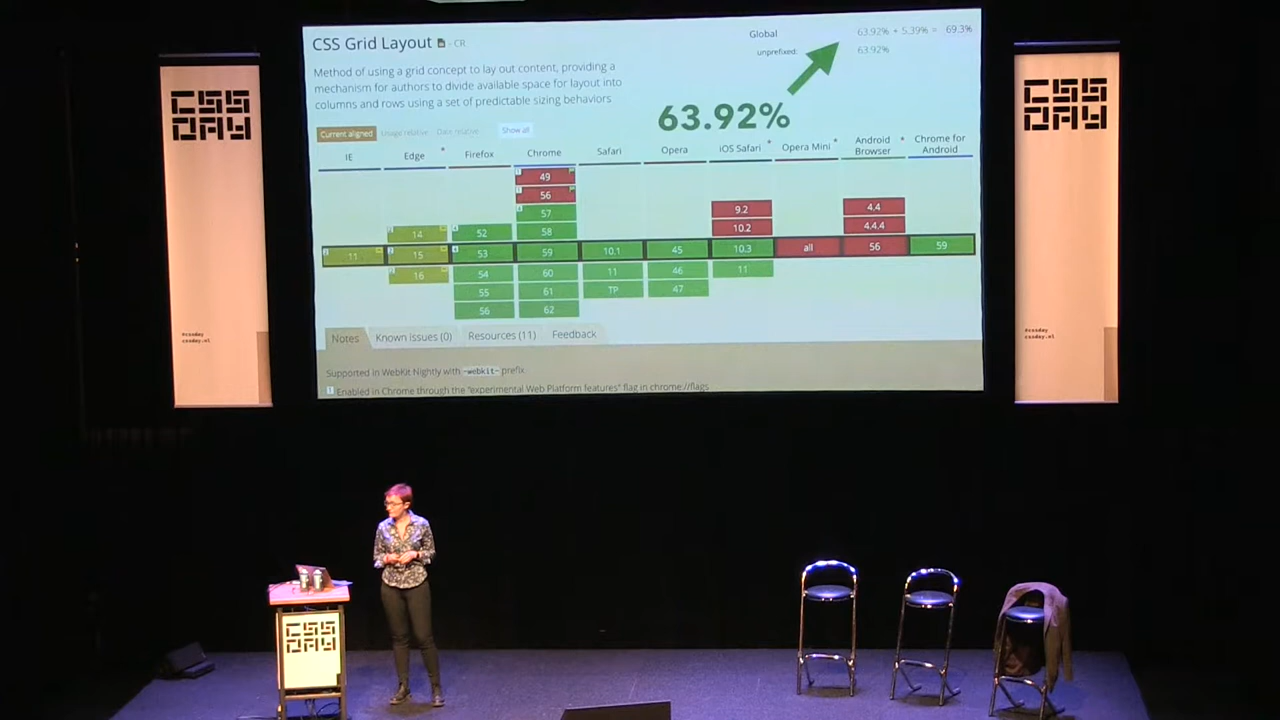 CSS Grid Layout - CR
Global
63.92% + 5.39% = 69.3%
unprefixed:
63.92%
Method of using a grid concept to lay out content, providing a
mechanism for authors to divide available space for layout into
columns and rows using a set of predictable sizing behaviors
63.92%
Current aligned Usage relative Date relative Show all
IE Edge * Firefox Chrome Safari Opera iOS Safari * Opera Mini * Android Browser * Chrome for Android
49
56
57
9.2 4.4
14 52 58 10.2 4.4.4
11 15 53 59 10.1 45 10.3 all 56 59
16 54 60 11 46 11
55 61 TP 47
56 62
Notes Known issues (0) Resources (11) Feedback
Supported in WebKit Nightly with -webkit- prefix.
1 Enabled in Chrome through the "experimental Web Platform features" flag in chrome://flags
CSS
DAY
@cssday
cssday.nl
CSS
DAY
@cssday
cssday.nl
CSS
DAY